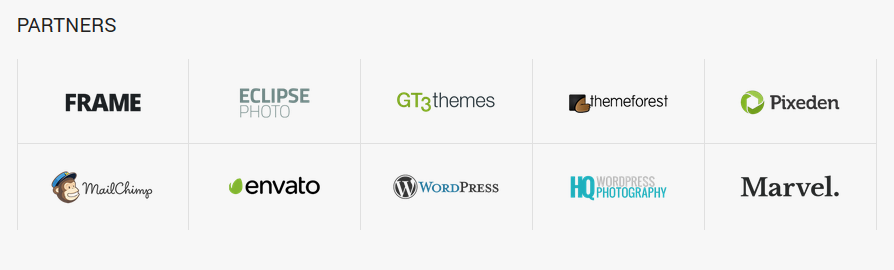 PARTNERS
FRAME
ECLIPSE
PHOTO
GT3themes
themeforest
Pixeden
MailChimp
envato
WORDPRESS
HQ WORDPRESS
PHOTOGRAPHY
Marvel.